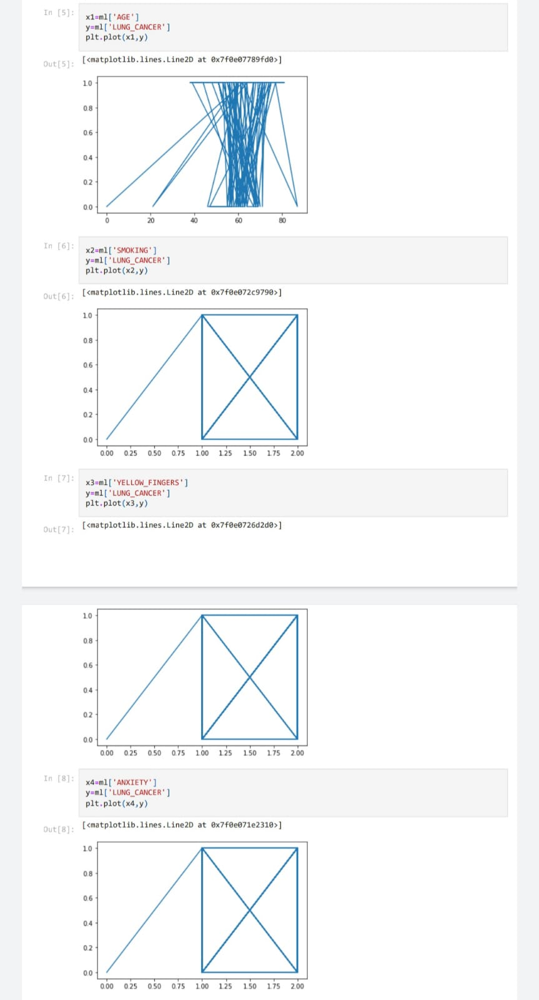 In [5]:
x1=ml['AGE']
y=ml['LUNG_CANCER']
plt.plot(x1,y)
Out[5]:
[<matplotlib.lines.Line2D at 0x7f0e07789fd0>]
1.0
0.8
0.6
0.4
0.2
0.0
0 20 40 60 80
In [6]:
x2=ml['SMOKING']
y=ml['LUNG_CANCER']
plt.plot(x2,y)
Out[6]:
[<matplotlib.lines.Line2D at 0x7f0e072c9790>]
1.0
0.8
0.6
0.4
0.2
0.0
0.00 0.25 0.50 0.75 1.00 1.25 1.50 1.75 2.00
In [7]:
x3=ml['YELLOW_FINGERS']
y=ml['LUNG_CANCER']
plt.plot(x3,y)
Out[7]:
[<matplotlib.lines.Line2D at 0x7f0e0726d2d0>]
1.0
0.8
0.6
0.4
0.2
0.0
0.00 0.25 0.50 0.75 1.00 1.25 1.50 1.75 2.00
In [8]:
x4=ml['ANXIETY']
y=ml['LUNG_CANCER']
plt.plot(x4,y)
Out[8]:
[<matplotlib.lines.Line2D at 0x7f0e071e2310>]
1.0
0.8
0.6
0.4
0.2
0.0
0.00 0.25 0.50 0.75 1.00 1.25 1.50 1.75 2.00